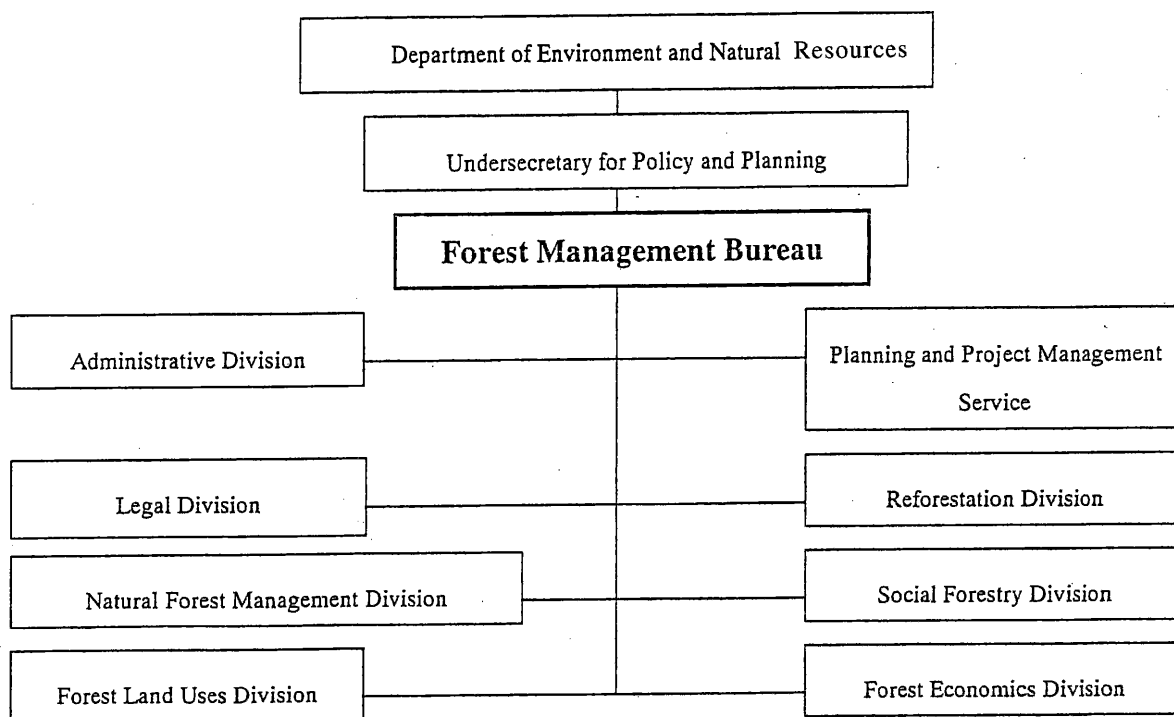 Department of Environment and Natural Resources
Undersecretary for Policy and Planning
Forest Management Bureau
Administrative Division
Planning and Project Management
Service
Legal Division
Reforestation Division
Natural Forest Management Division
Social Forestry Division
Forest Land Uses Division
Forest Economics Division